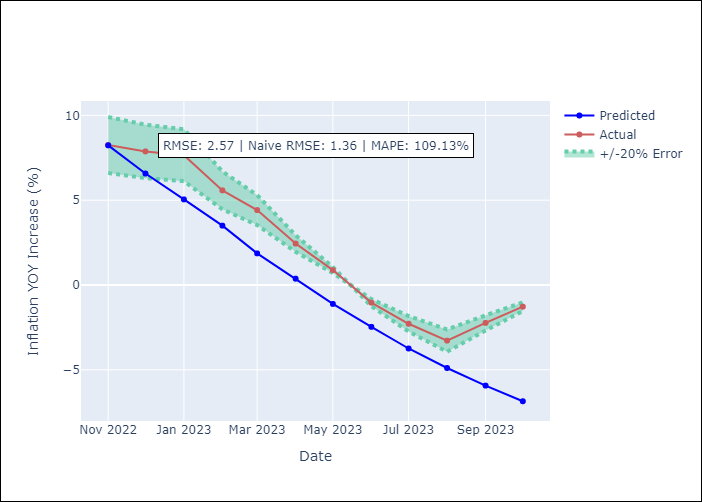 RMSE: 2.57 | Naive RMSE: 1.36 | MAPE: 109.13%
Predicted
Actual
+/-20% Error
10
5
0
−5
Inflation YOY Increase (%)
Nov 2022 Jan 2023 Mar 2023 May 2023 Jul 2023 Sep 2023
Date